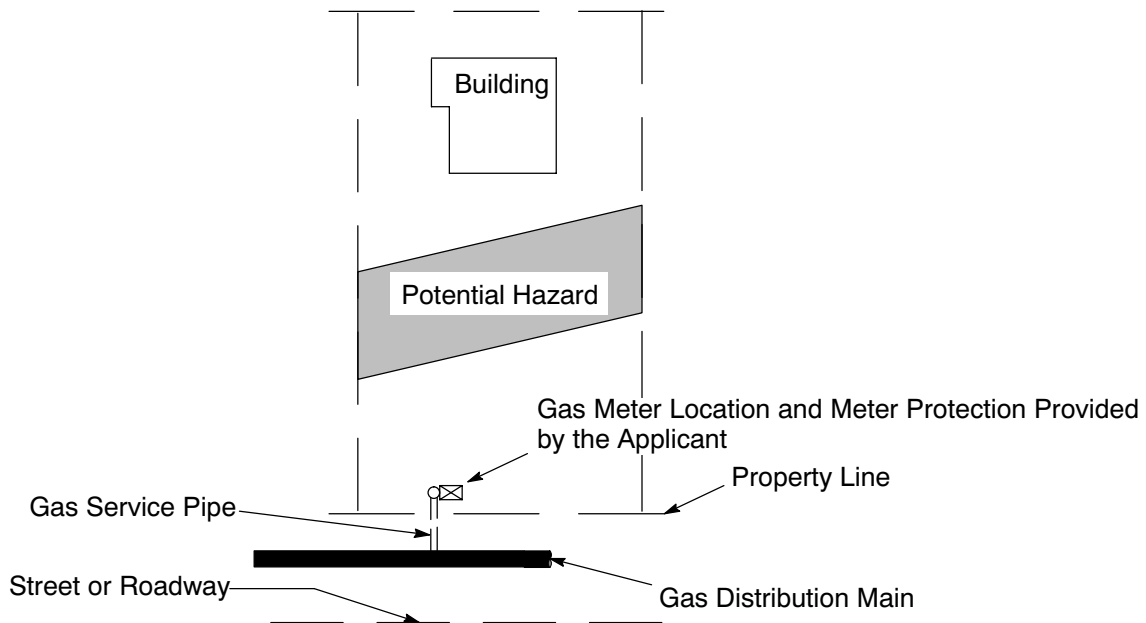 Building
Potential Hazard
Gas Meter Location and Meter Protection Provided
by the Applicant
Property Line
Gas Service Pipe
Street or Roadway
Gas Distribution Main